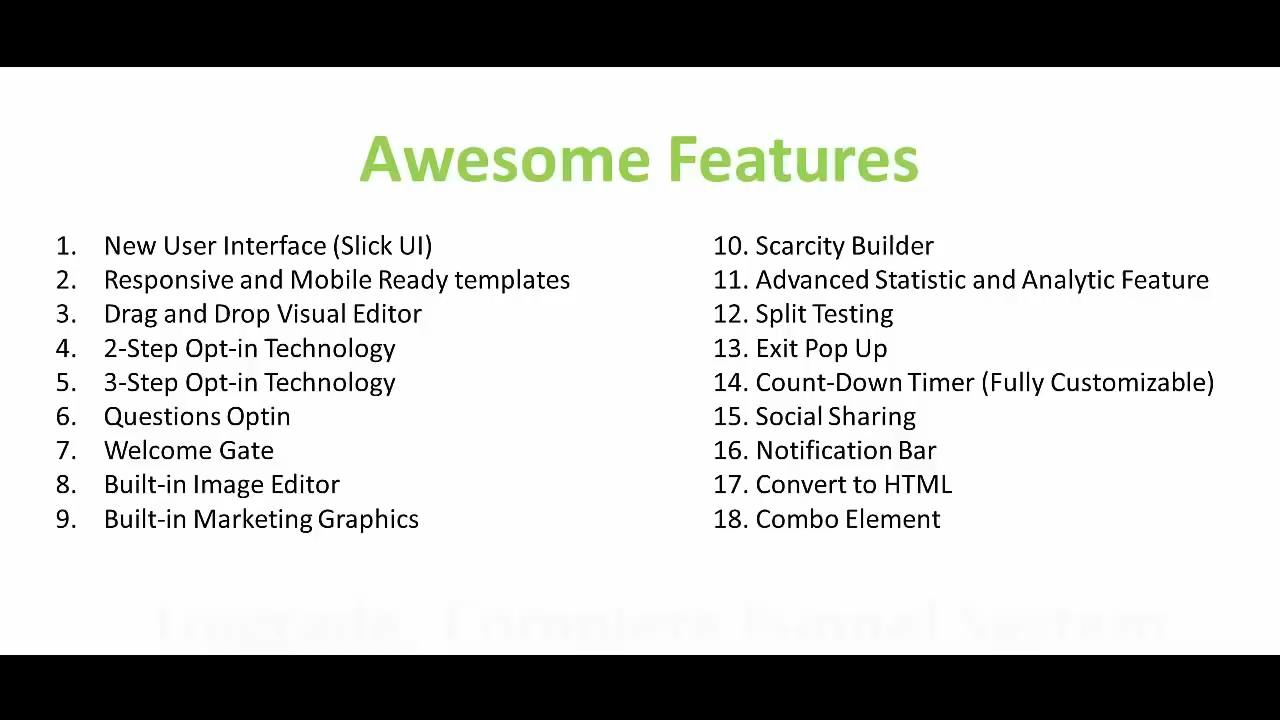 Awesome Features
1. New User Interface (Slick UI)
2. Responsive and Mobile Ready templates
3. Drag and Drop Visual Editor
4. 2-Step Opt-in Technology
5. 3-Step Opt-in Technology
6. Questions Optin
7. Welcome Gate
8. Built-in Image Editor
9. Built-in Marketing Graphics
10. Scarcity Builder
11. Advanced Statistic and Analytic Feature
12. Split Testing
13. Exit Pop Up
14. Count-Down Timer (Fully Customizable)
15. Social Sharing
16. Notification Bar
17. Convert to HTML
18. Combo Element